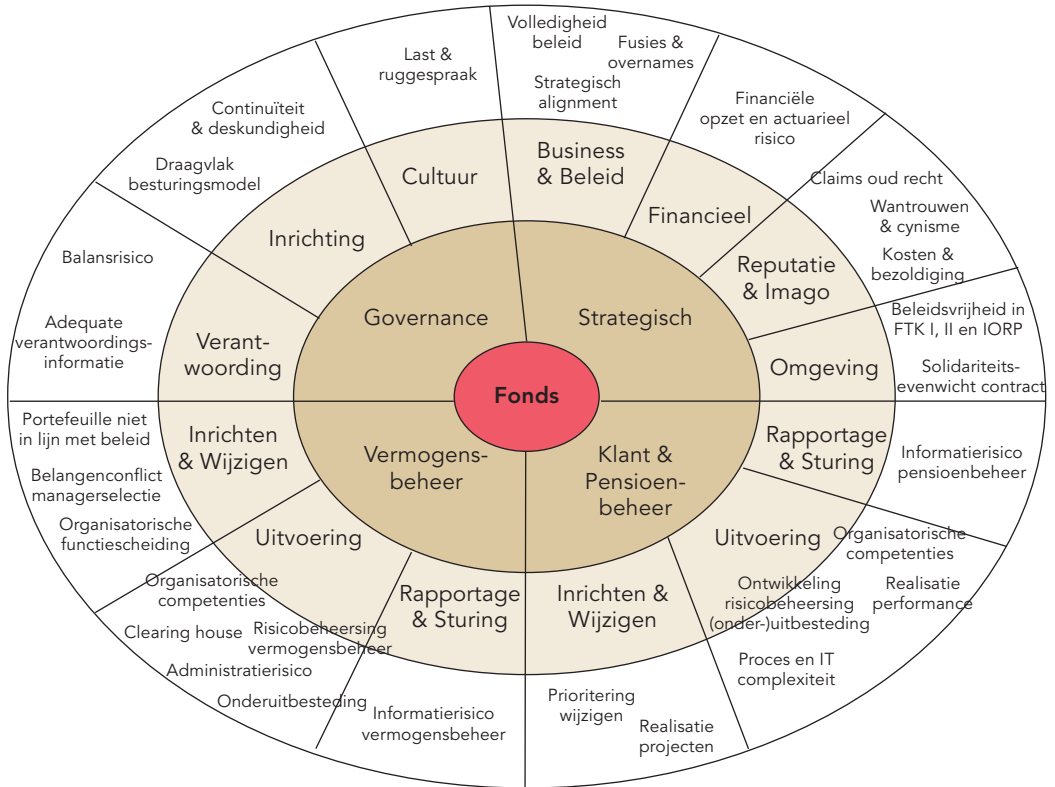 Volledigheid
beleid
Fusies &
overnames
Strategisch
alignment
Last &
ruggespraak
Continuïteit
& deskundigheid
Draagvlak
besturingsmodel
Financiële
opzet en actuarieel
risico
Claims oud recht
Wantrouwen
& cynisme
Kosten &
bezoldiging
Business
& Beleid
Cultuur
Financieel
Inrichting
Reputatie
& Imago
Balansrisico
Adequate
verantwoordings-
informatie
Verant-
woording
Governance
Strategisch
Omgeving
Beleidsvrijheid in
FTK I, II en IORP
Solidariteits-
evenwicht contract
Fonds
Portefeuille niet
in lijn met beleid
Belangenconflict
managerselectie
Organisatorische
functiescheiding
Inrichten
& Wijzigen
Vermogens-
beheer
Klant &
Pensioen-
beheer
Rapportage
& Sturing
Informatierisico
pensioenbeheer
Uitvoering
Uitvoering
Organisatorische
competenties
Realisatie
performance
Organisatorische
competenties
Clearing house
Risicobeheersing
vermogensbeheer
Administratierisico
Onderuitbesteding
Rapportage
& Sturing
Inrichten &
Wijzigen
Ontwikkeling
risicobeheersing
(onder-)uitbesteding
Proces en IT
complexiteit
Informatierisico
vermogensbeheer
Prioritering
wijzigen
Realisatie
projecten